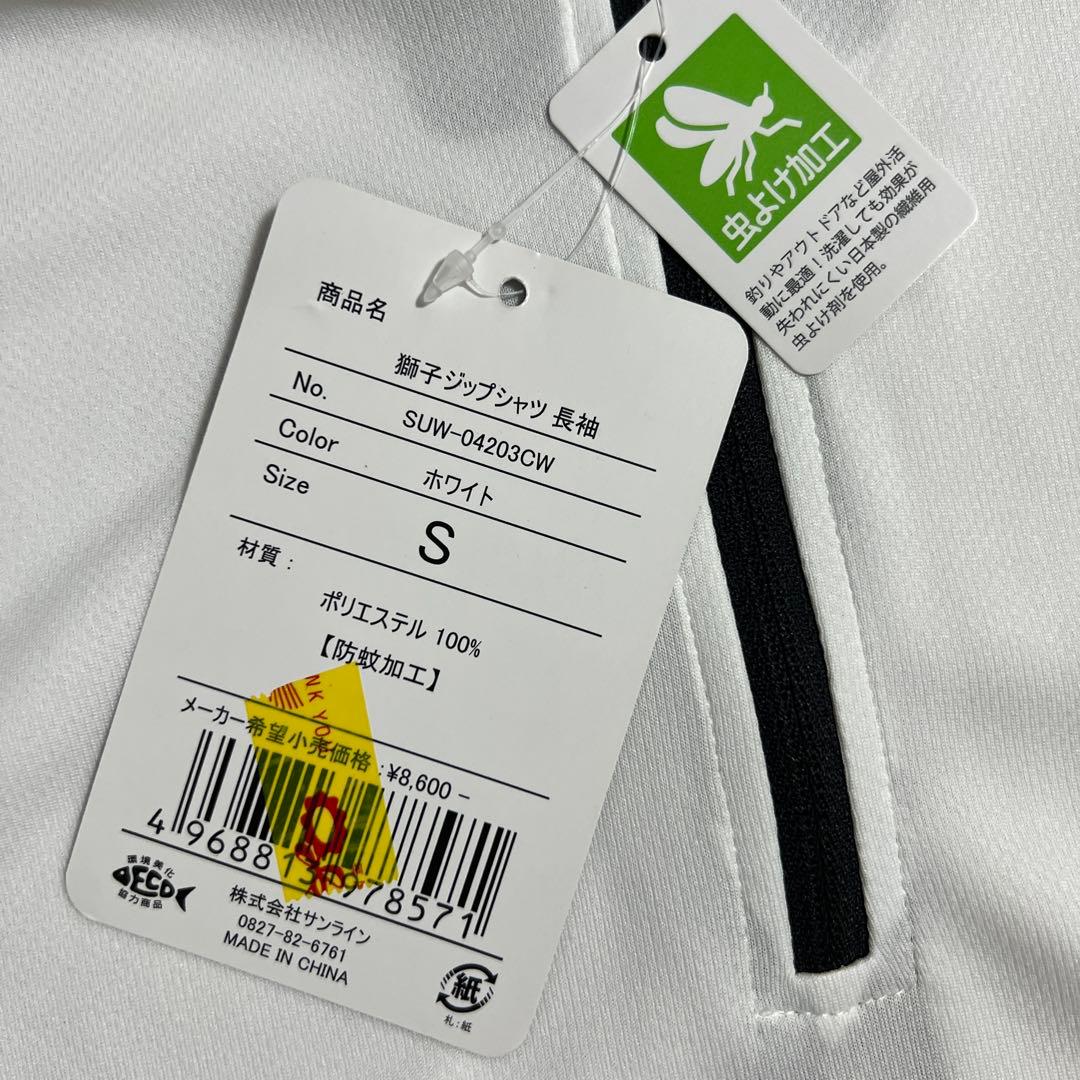 虫よけ加工
釣りやアウトドアなど屋外活
動に最適！洗濯しても効果が
失われにくい日本製の繊維用
虫よけ剤を使用。
商品名
獅子ジップシャツ 長袖
No.
SUW-04203CW
Color
ホワイト
Size
S
材質：
ポリエステル 100%
【防蚊加工】
NK YOU
メーカー希望小売価格：¥8,600 –
4 968813 978571
環境美化
ECO
協力商品
株式会社サンライン
0827-82-6761
MADE IN CHINA
紙
札：紙